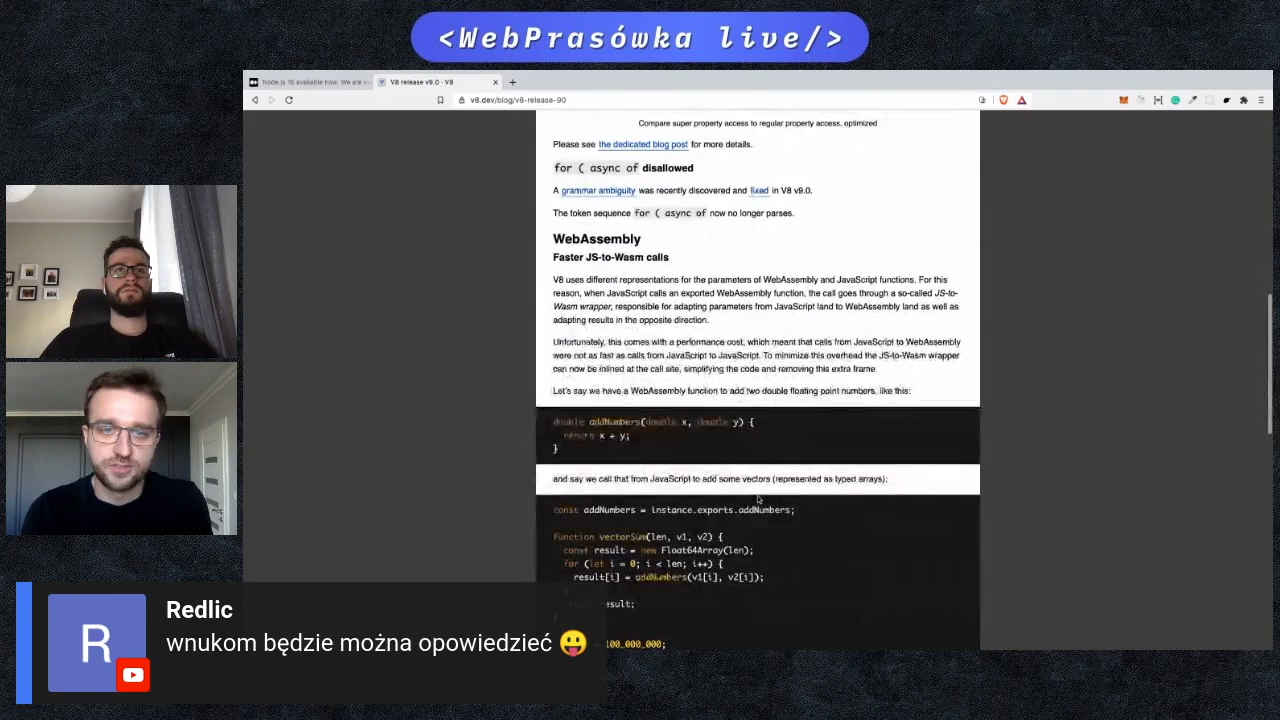 <WebPrasówka live/>
Node.js 16 available now. We are s
V8 release v9.0 · V8
v8.dev/blog/v8-release-90
Compare super property access to regular property access, optimized
Please see the dedicated blog post for more details.
for ( async of disallowed
A grammar ambiguity was recently discovered and fixed in V8 v9.0.
The token sequence for ( async of now no longer parses.
WebAssembly
Faster JS-to-Wasm calls
V8 uses different representations for the parameters of WebAssembly and JavaScript functions. For this
reason, when JavaScript calls an exported WebAssembly function, the call goes through a so-called JS-to-
Wasm wrapper, responsible for adapting parameters from JavaScript land to WebAssembly land as well as
adapting results in the opposite direction.
Unfortunately, this comes with a performance cost, which meant that calls from JavaScript to WebAssembly
were not as fast as calls from JavaScript to JavaScript. To minimize this overhead the JS-to-Wasm wrapper
can now be inlined at the call site, simplifying the code and removing this extra frame.
Let's say we have a WebAssembly function to add two double floating point numbers, like this:
double addNumbers(double x, double y) {
return x + y;
}
and say we call that from JavaScript to add some vectors (represented as typed arrays):
const addNumbers = instance.exports.addNumbers;
function vectorSum(len, v1, v2) {
const result = new Float64Array(len);
for (let i = 0; i < len; i++) {
result[i] = addNumbers(v1[i], v2[i]);
}
result;
}
100_000_000;
R
Redlic
wnukom będzie można opowiedzieć 😛